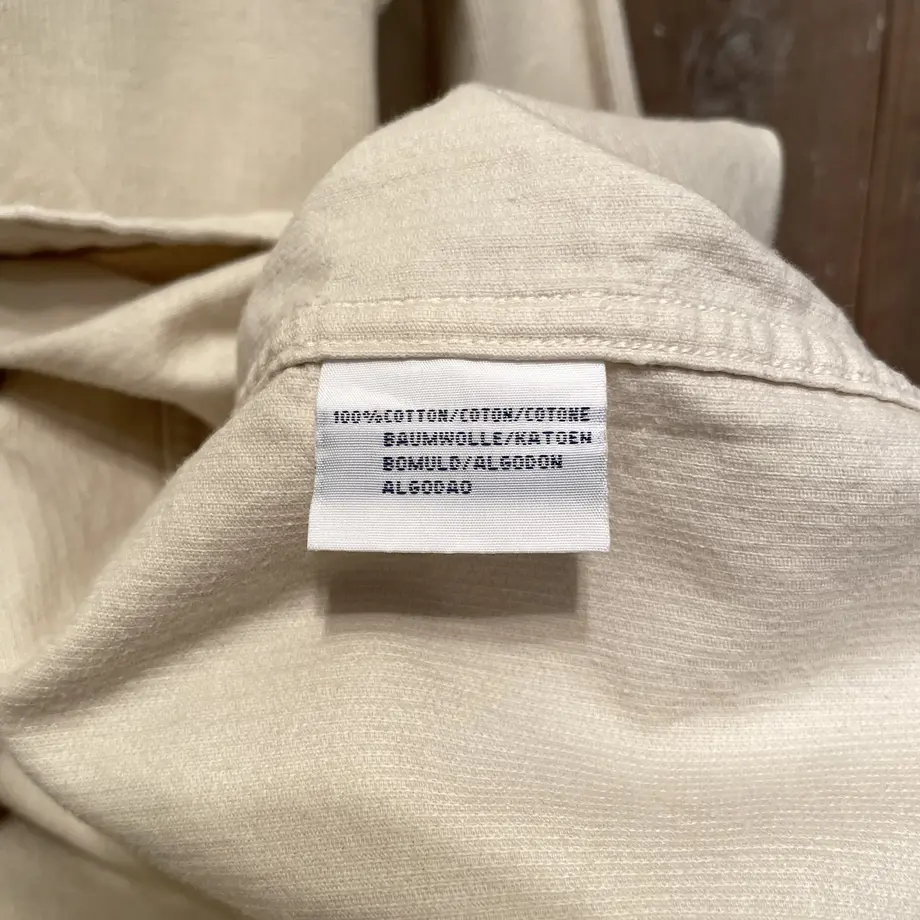 100%COTTON/COTON/COTONE
BAUMWOLLE/KATOEN
BOMULD/ALGODON
ALGODAO